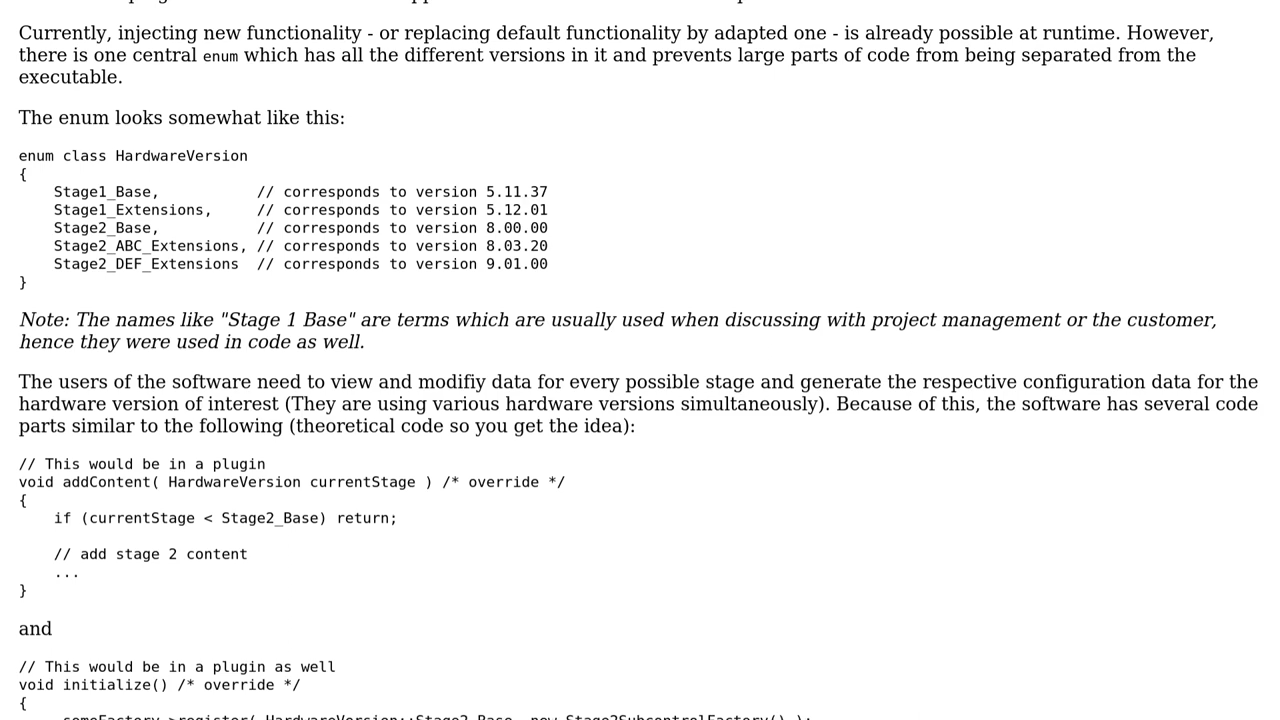 Currently, injecting new functionality - or replacing default functionality by adapted one - is already possible at runtime. However,
there is one central enum which has all the different versions in it and prevents large parts of code from being separated from the
executable.
The enum looks somewhat like this:
enum class HardwareVersion
{
    Stage1_Base,           // corresponds to version 5.11.37
    Stage1_Extensions,     // corresponds to version 5.12.01
    Stage2_Base,           // corresponds to version 8.00.00
    Stage2_ABC_Extensions, // corresponds to version 8.03.20
    Stage2_DEF_Extensions  // corresponds to version 9.01.00
}
Note: The names like "Stage 1 Base" are terms which are usually used when discussing with project management or the customer,
hence they were used in code as well.
The users of the software need to view and modifiy data for every possible stage and generate the respective configuration data for the
hardware version of interest (They are using various hardware versions simultaneously). Because of this, the software has several code
parts similar to the following (theoretical code so you get the idea):
// This would be in a plugin
void addContent( HardwareVersion currentStage ) /* override */
{
    if (currentStage < Stage2_Base) return;
    // add stage 2 content
    ...
}
and
// This would be in a plugin as well
void initialize() /* override */
{